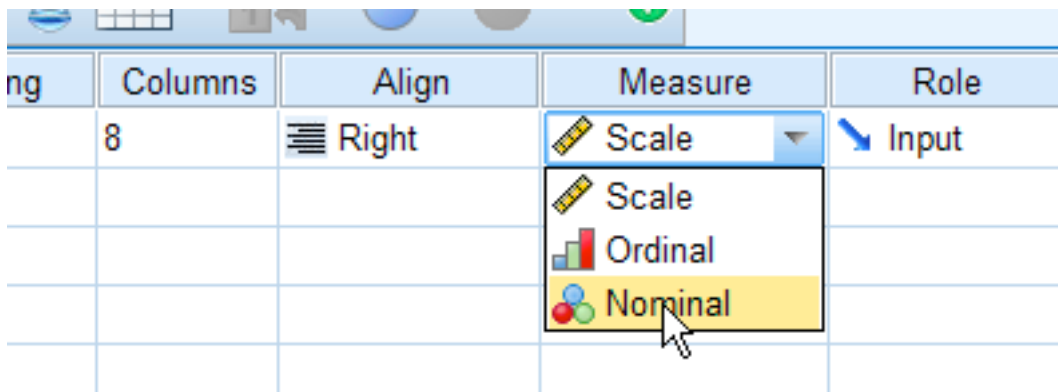 ng Columns Align Measure Role
8 Right Scale Input
Scale
Ordinal
Nominal